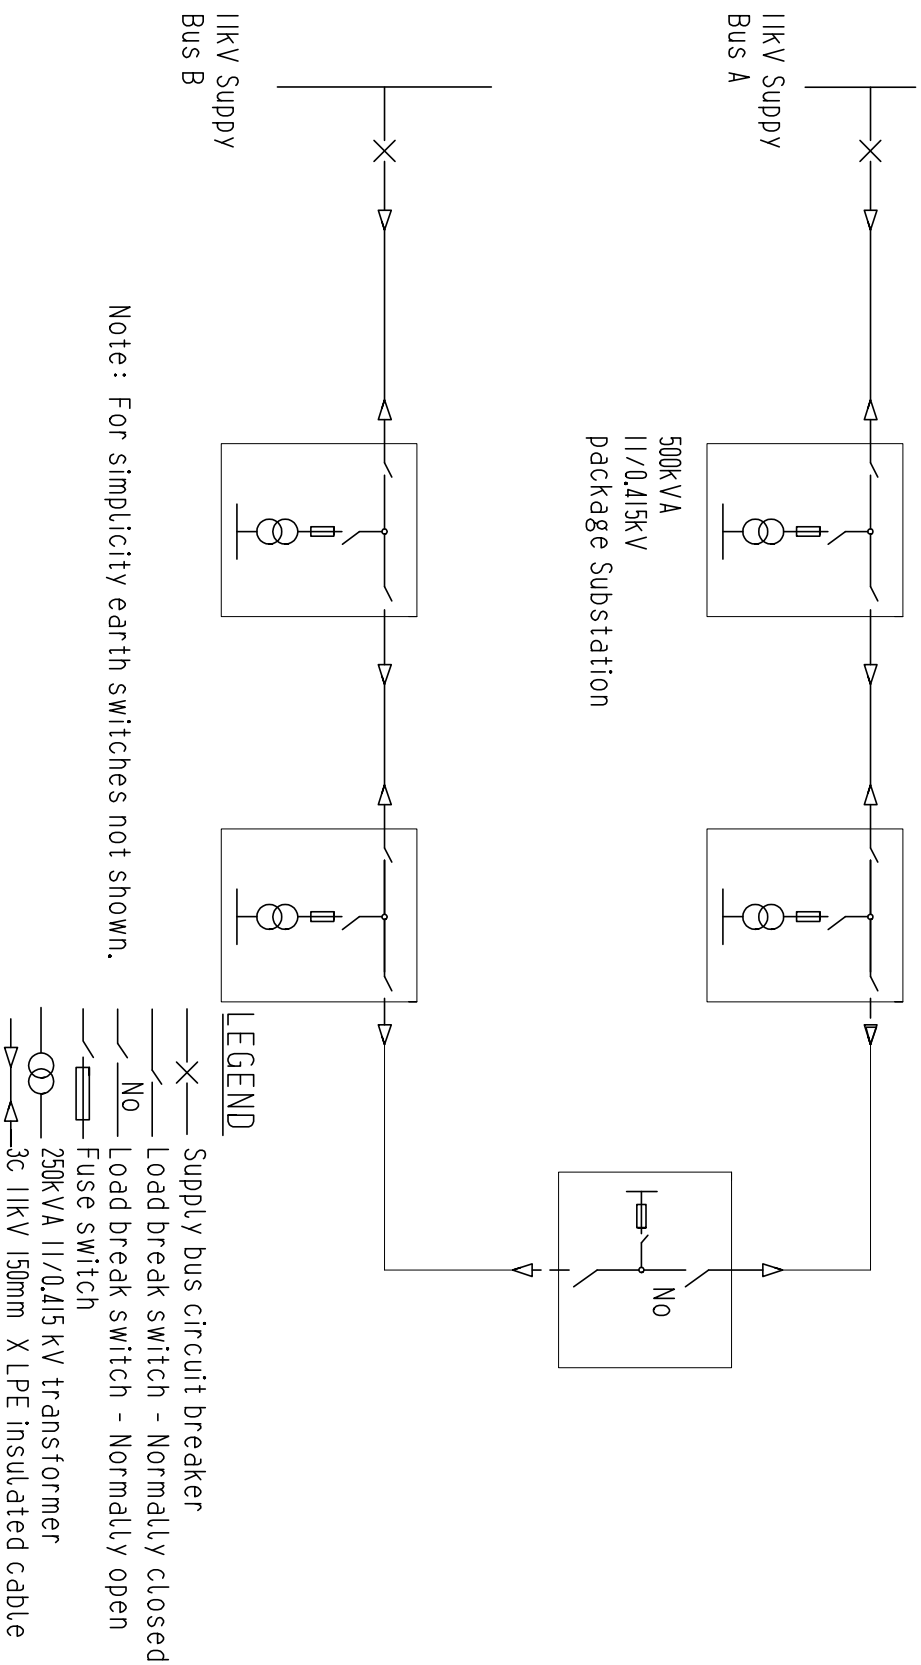 11kV Suppy
Bus A
11kV Suppy
Bus B
500kVA
11/0.415kV
package Substation
No
Note: For simplicity earth switches not shown.
LEGEND
Supply bus circuit breaker
Load break switch - Normally closed
No
Load break switch - Normally open
Fuse switch
250kVA 11/0.415 kV transformer
3c 11kV 150mm XLPE insulated cable